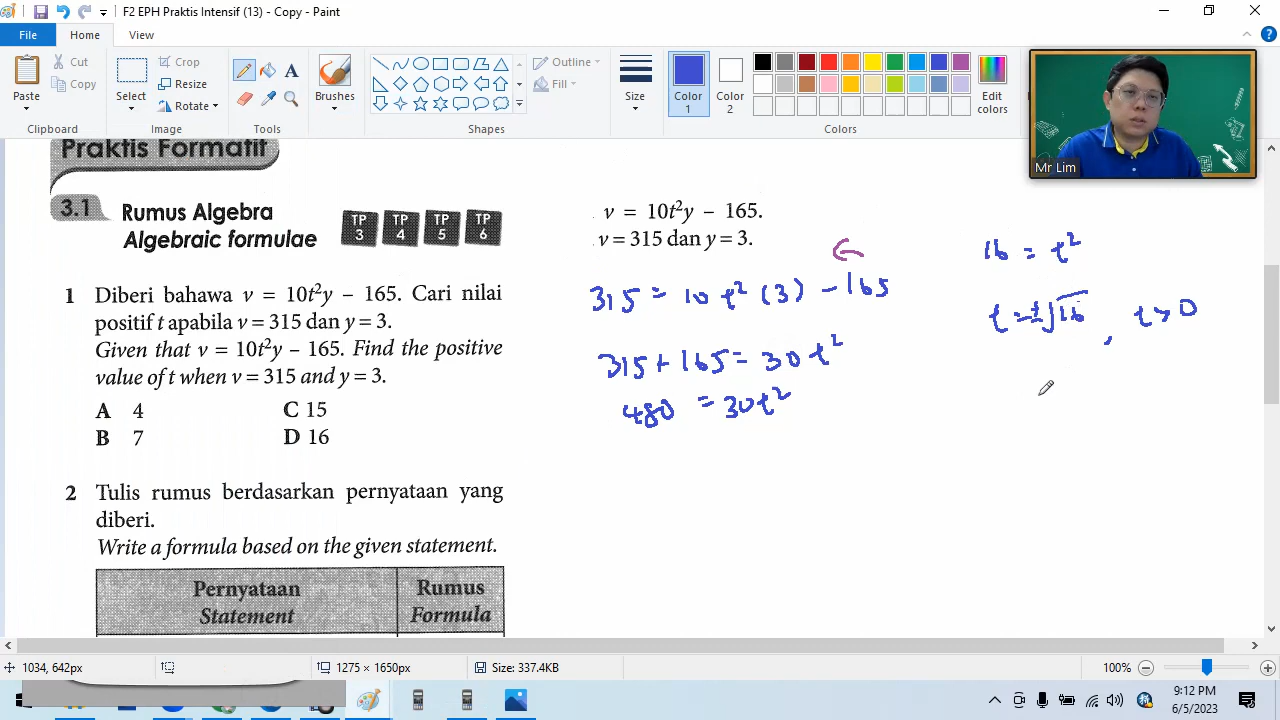 F2 EPH Praktis Intensif (13) - Copy - Paint
File Home View
Paste
Cut
Copy
Clipboard
Select
Crop
Resize
Rotate
Image
A
Tools
Brushes
Shapes
Outline
Fill
Size
Color 1
Color 2
Edit colors
Colors
Mr Lim
Praktis Formatif
3.1 Rumus Algebra
Algebraic formulae
TP 3 TP 4 TP 5 TP 6
1 Diberi bahawa v = 10t²y – 165. Cari nilai
positif t apabila v = 315 dan y = 3.
Given that v = 10t²y – 165. Find the positive
value of t when v = 315 and y = 3.
A 4 C 15
B 7 D 16
2 Tulis rumus berdasarkan pernyataan yang
diberi.
Write a formula based on the given statement.
Pernyataan Rumus
Statement Formula
v = 10t²y – 165.
v = 315 dan y = 3.
315 = 10t² (3) - 165
315 + 165 = 30t²
480 = 30t²
16 = t²
t = ±√16 , t > 0
1034, 642px
1275 × 1650px
Size: 337.4KB
100%
9:12 PM
6/5/2023